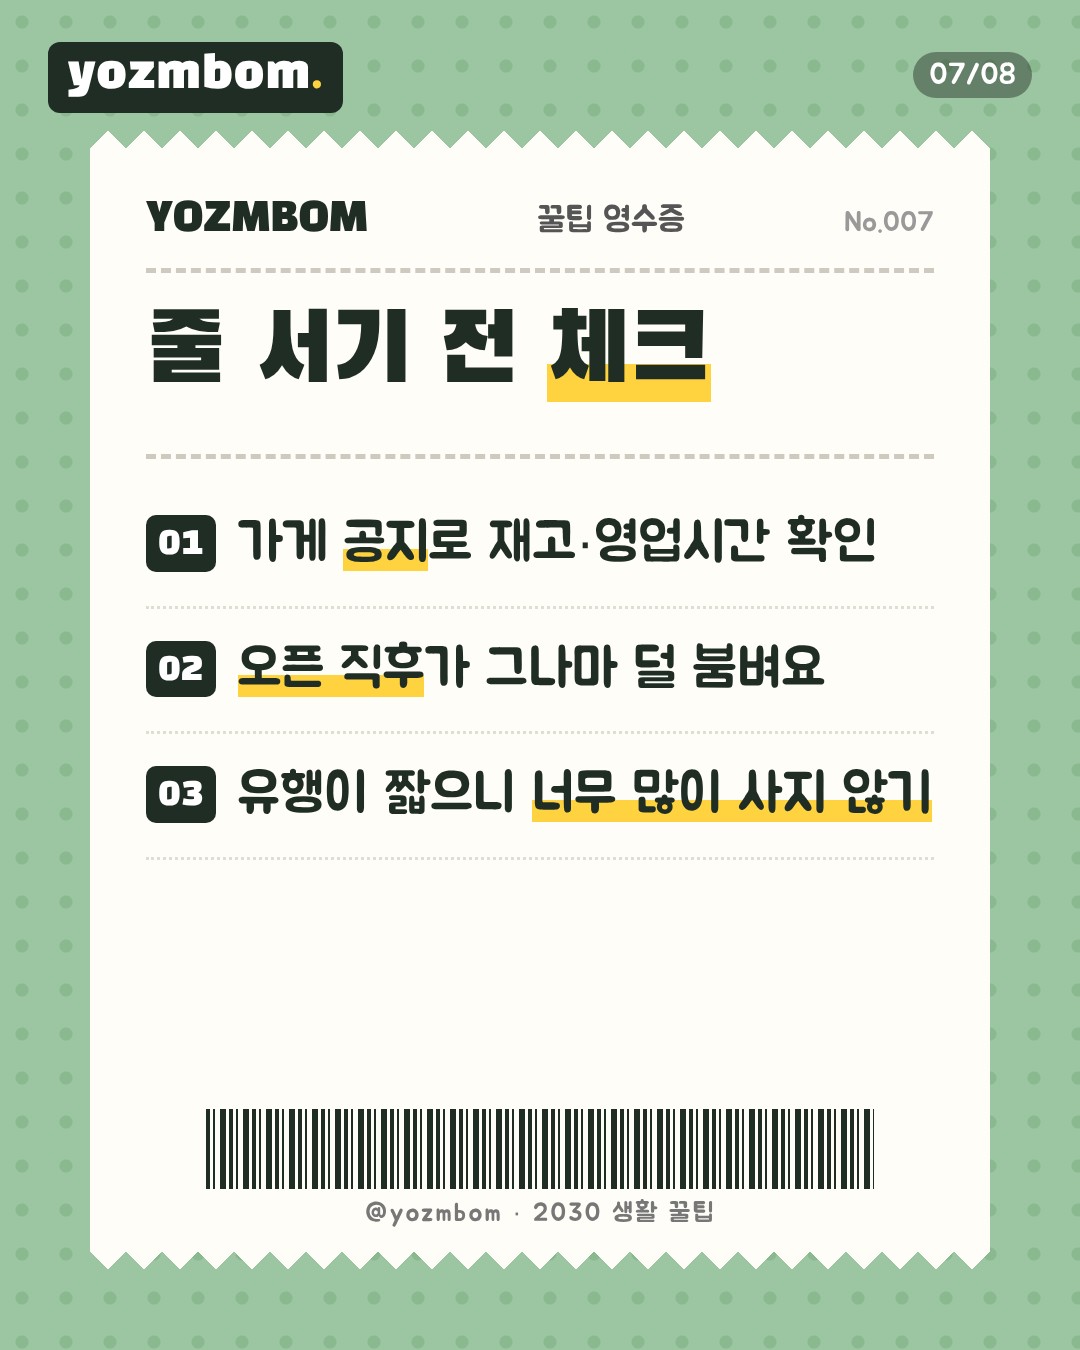 yozmbom.
07/08
YOZMBOM 꿀팁 영수증 No.007
줄 서기 전 체크
01 가게 공지로 재고·영업시간 확인
02 오픈 직후가 그나마 덜 붐벼요
03 유행이 짧으니 너무 많이 사지 않기
@yozmbom · 2030 생활 꿀팁